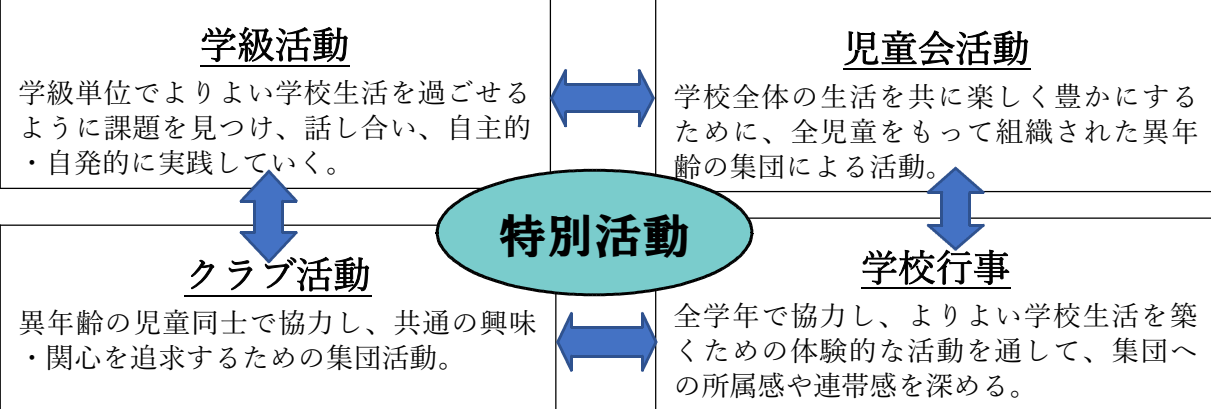 学級活動
学級単位でよりよい学校生活を過ごせる
ように課題を見つけ、話し合い、自主的
・自発的に実践していく。
児童会活動
学校全体の生活を共に楽しく豊かにする
ために、全児童をもって組織された異年
齢の集団による活動。
特別活動
クラブ活動
異年齢の児童同士で協力し、共通の興味
・関心を追求するための集団活動。
学校行事
全学年で協力し、よりよい学校生活を築
くための体験的な活動を通して、集団へ
の所属感や連帯感を深める。